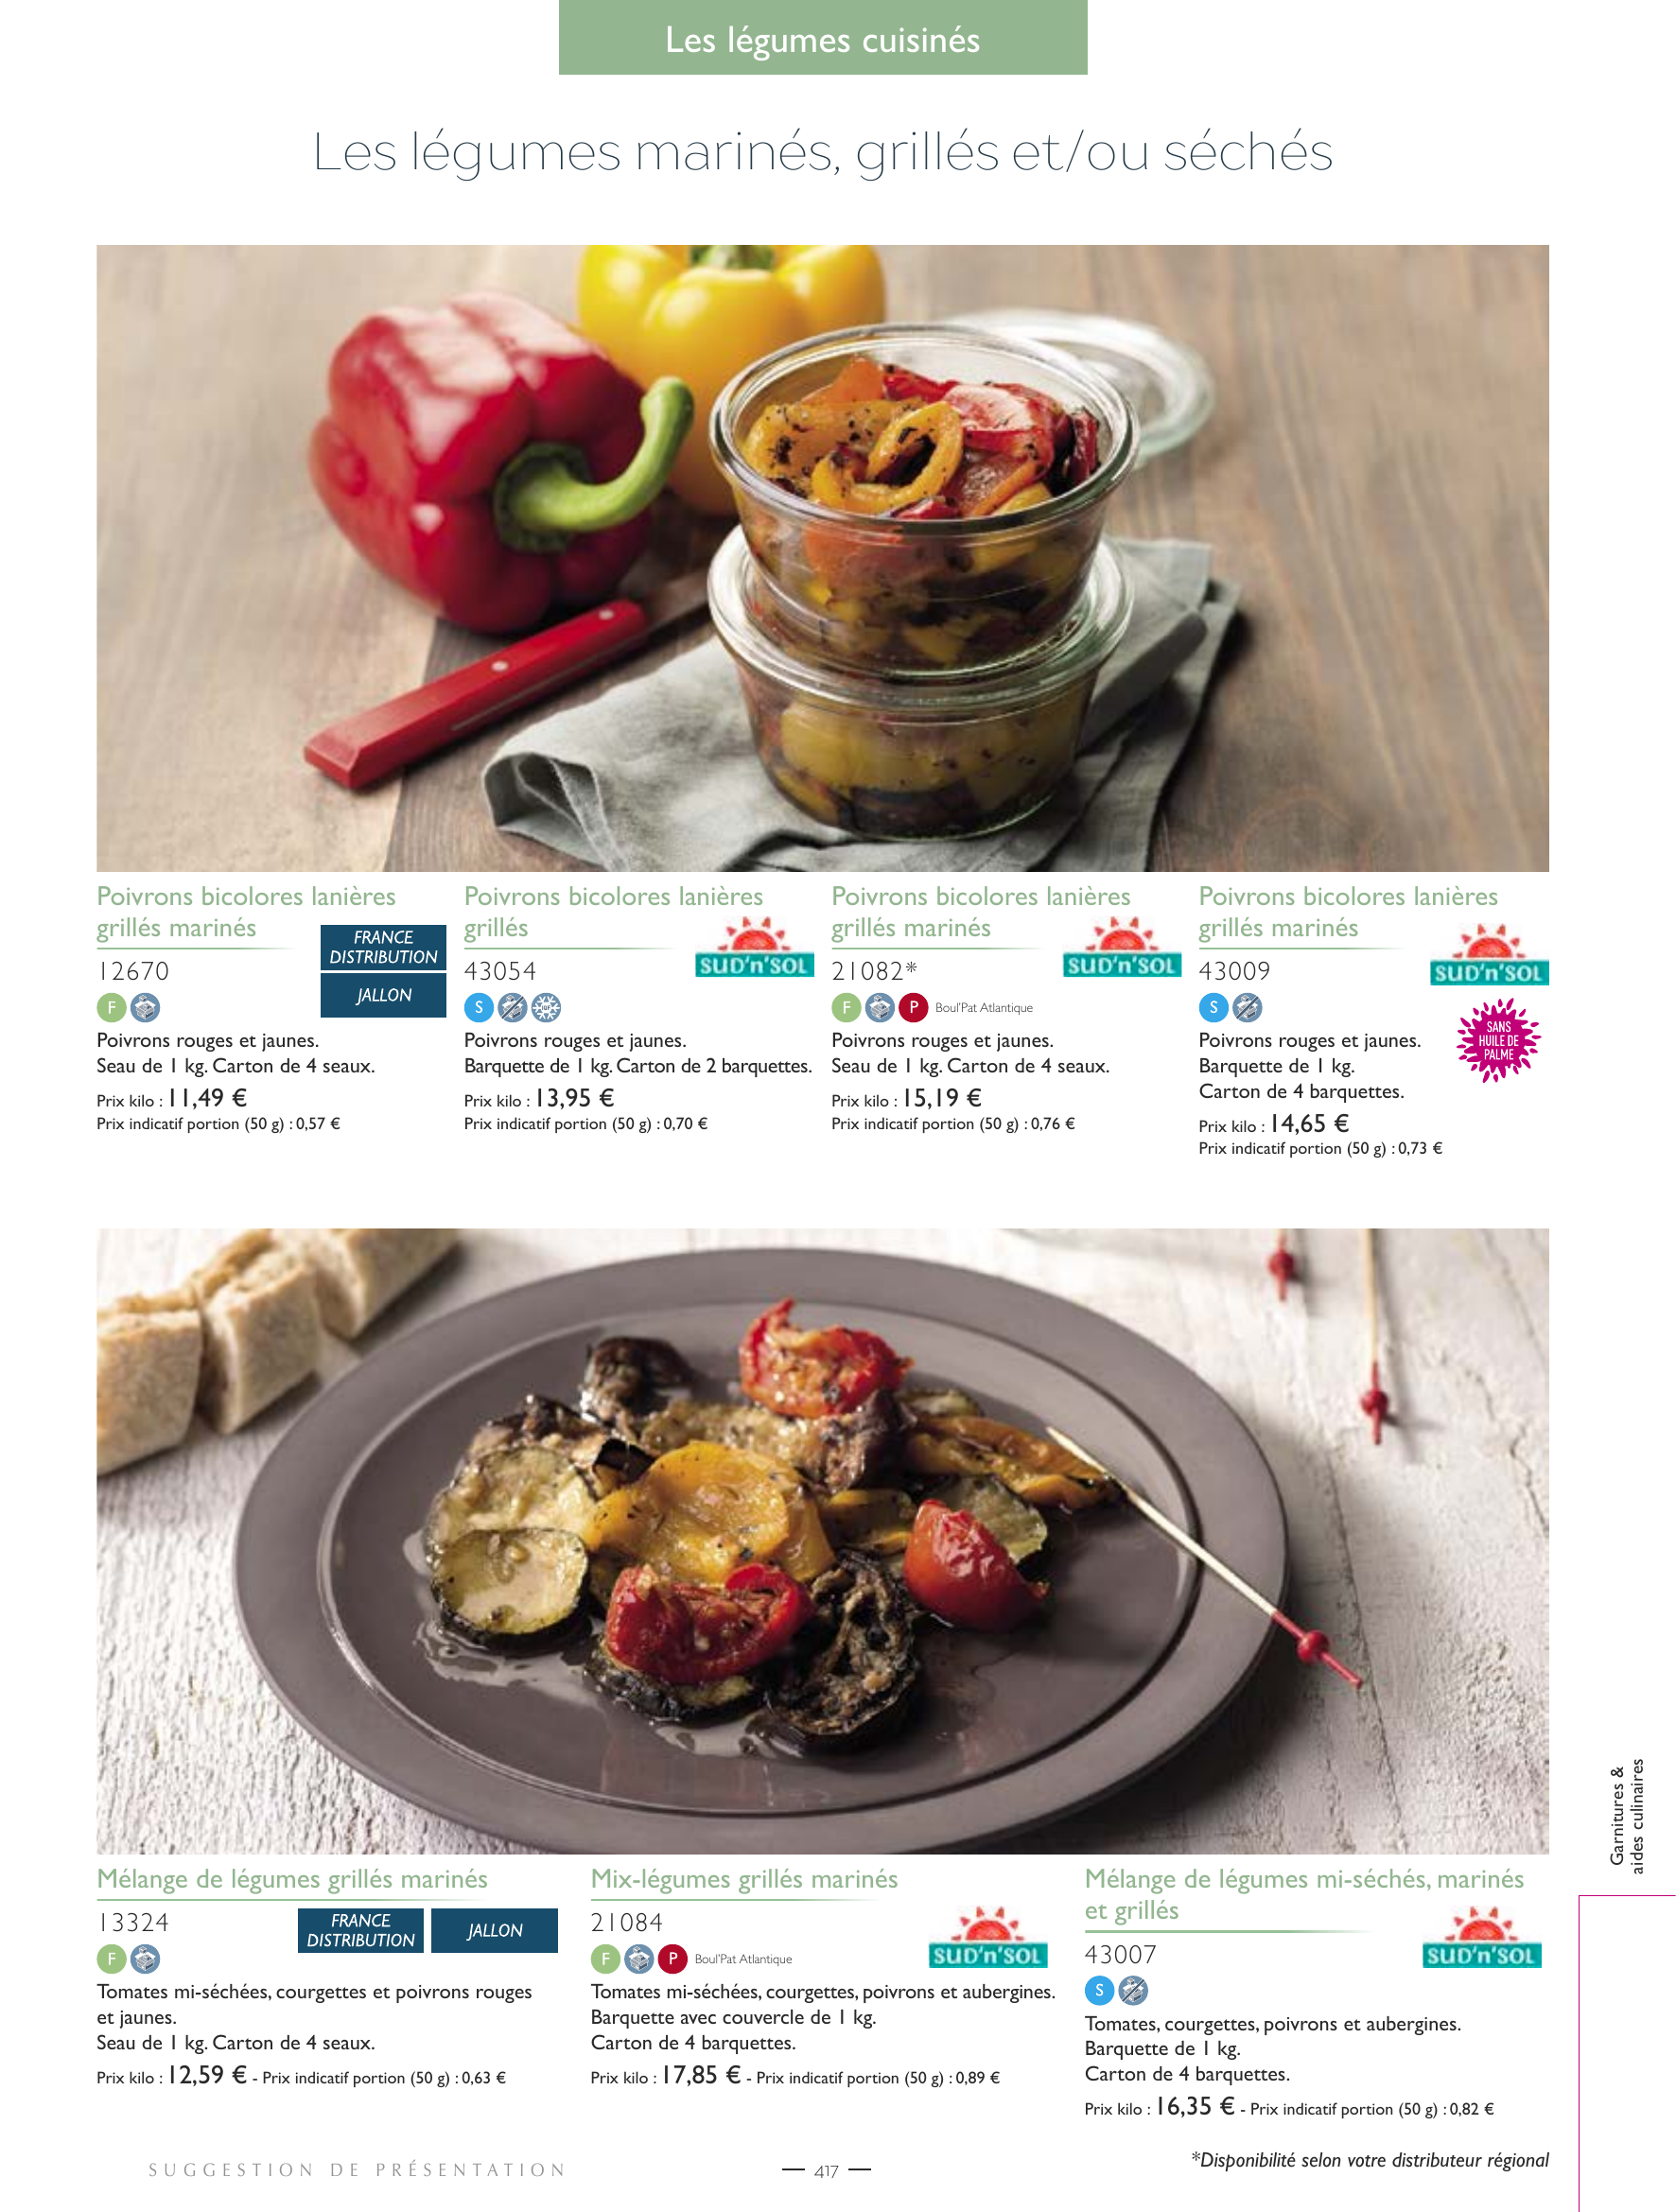 Les légumes cuisinés
Les légumes marinés, grillés et/ou séchés
Poivrons bicolores lanières
grillés marinés
FRANCE
DISTRIBUTION
JALLON
12670
F
Poivrons rouges et jaunes.
Seau de 1 kg. Carton de 4 seaux.
Prix kilo : 11,49 €
Prix indicatif portion (50 g) : 0,57 €
Poivrons bicolores lanières
grillés
SUD'n'SOL
43054
S
Poivrons rouges et jaunes.
Barquette de 1 kg. Carton de 2 barquettes.
Prix kilo : 13,95 €
Prix indicatif portion (50 g) : 0,70 €
Poivrons bicolores lanières
grillés marinés
SUD'n'SOL
21082*
F P Boul'Pat Atlantique
Poivrons rouges et jaunes.
Seau de 1 kg. Carton de 4 seaux.
Prix kilo : 15,19 €
Prix indicatif portion (50 g) : 0,76 €
Poivrons bicolores lanières
grillés marinés
SUD'n'SOL
43009
S
SANS
HUILE DE
PALME
Poivrons rouges et jaunes.
Barquette de 1 kg.
Carton de 4 barquettes.
Prix kilo : 14,65 €
Prix indicatif portion (50 g) : 0,73 €
Mélange de légumes grillés marinés
13324
FRANCE
DISTRIBUTION
JALLON
F
Tomates mi-séchées, courgettes et poivrons rouges
et jaunes.
Seau de 1 kg. Carton de 4 seaux.
Prix kilo : 12,59 € - Prix indicatif portion (50 g) : 0,63 €
Mix-légumes grillés marinés
21084
SUD'n'SOL
F P Boul'Pat Atlantique
Tomates mi-séchées, courgettes, poivrons et aubergines.
Barquette avec couvercle de 1 kg.
Carton de 4 barquettes.
Prix kilo : 17,85 € - Prix indicatif portion (50 g) : 0,89 €
Mélange de légumes mi-séchés, marinés
et grillés
SUD'n'SOL
43007
S
Tomates, courgettes, poivrons et aubergines.
Barquette de 1 kg.
Carton de 4 barquettes.
Prix kilo : 16,35 € - Prix indicatif portion (50 g) : 0,82 €
Garnitures &
aides culinaires
*Disponibilité selon votre distributeur régional
SUGGESTION DE PRÉSENTATION
— 417 —